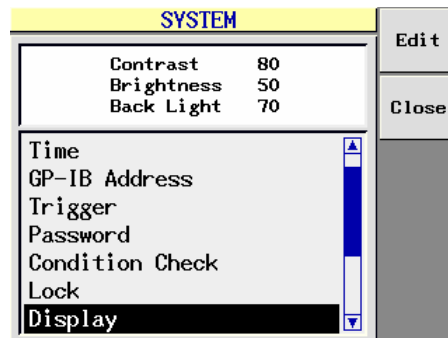 SYSTEM
Contrast 80
Brightness 50
Back Light 70
Time
GP-IB Address
Trigger
Password
Condition Check
Lock
Display
Edit
Close